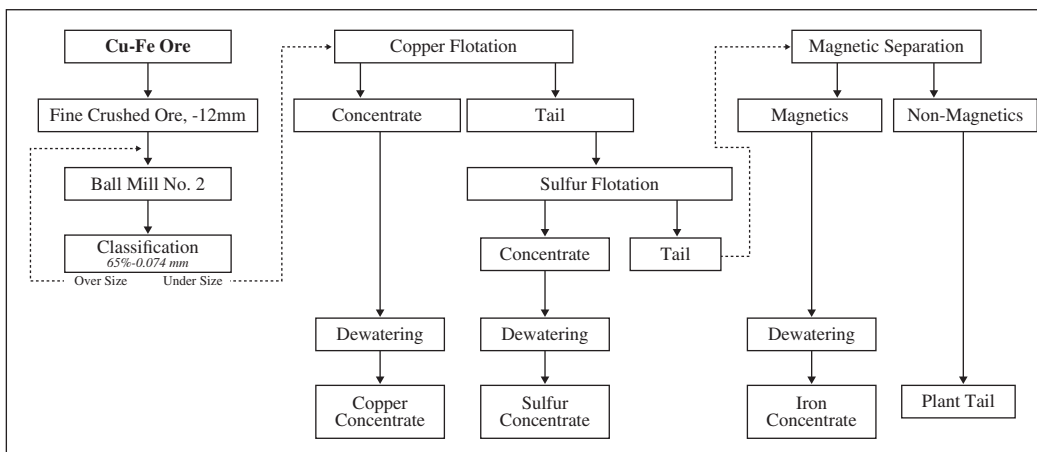 Cu-Fe Ore
Fine Crushed Ore, -12mm
Ball Mill No. 2
Classification
65%-0.074 mm
Over Size
Under Size
Copper Flotation
Concentrate
Tail
Sulfur Flotation
Concentrate
Tail
Dewatering
Dewatering
Copper
Concentrate
Sulfur
Concentrate
Magnetic Separation
Magnetics
Non-Magnetics
Dewatering
Iron
Concentrate
Plant Tail